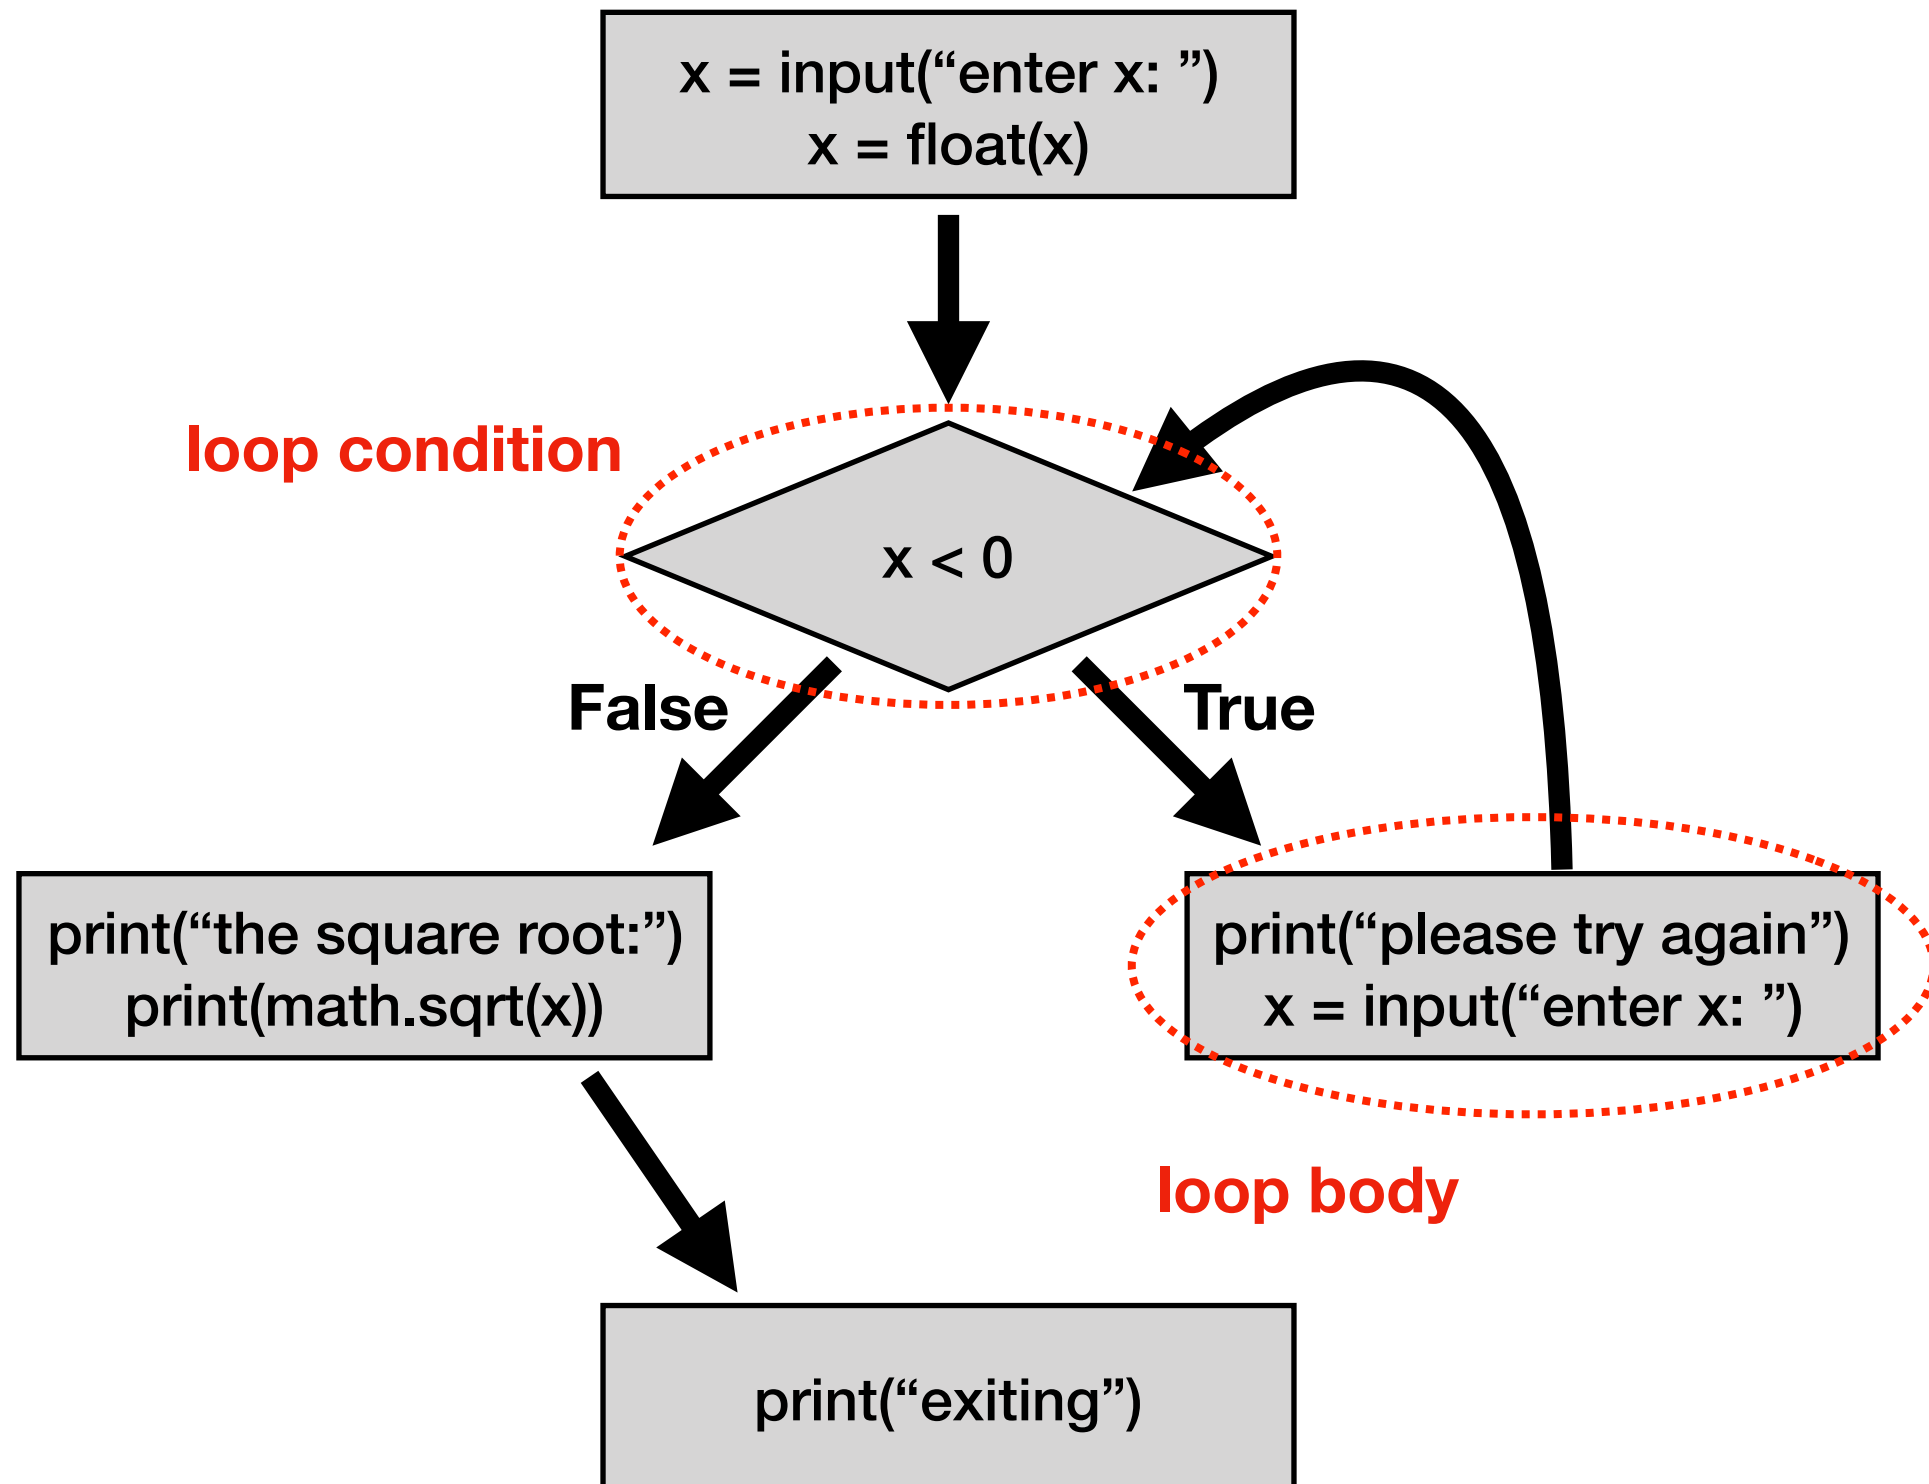 x = input(“enter x: ”)
x = float(x)
loop condition
x < 0
False
True
print(“the square root:”)
print(math.sqrt(x))
print(“please try again”)
x = input(“enter x: ”)
loop body
print(“exiting”)